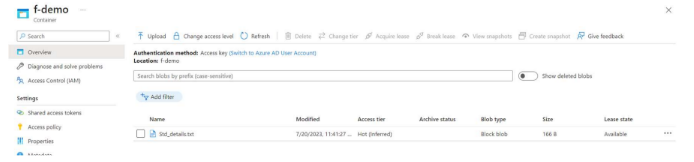 f-demo ...
Container
Search
Upload Change access level Refresh Delete Change tier Acquire lease Break lease View snapshots Create snapshot Give feedback
Overview
Diagnose and solve problems
Access Control (IAM)
Settings
Shared access tokens
Access policy
Properties
Metadata
Authentication method: Access key (Switch to Azure AD User Account)
Location: f-demo
Search blobs by prefix (case-sensitive)
Show deleted blobs
Add filter
Name Modified Access tier Archive status Blob type Size Lease state
Std_details.txt 7/20/2023, 11:41:27 ... Hot (Inferred) Block blob 166 B Available ...